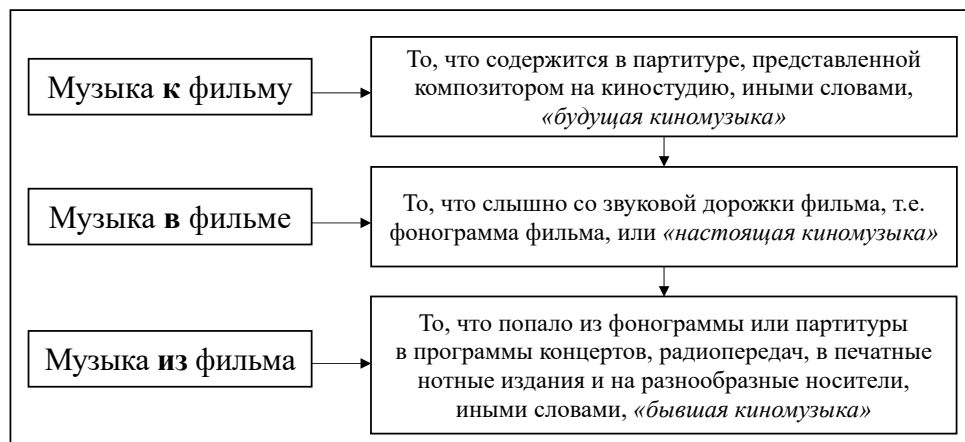 Музыка к фильму
То, что содержится в партитуре, представленной
композитором на киностудию, иными словами,
«будущая киномузыка»
Музыка в фильме
То, что слышно со звуковой дорожки фильма, т.е.
фонограмма фильма, или «настоящая киномузыка»
Музыка из фильма
То, что попало из фонограммы или партитуры
в программы концертов, радиопередач, в печатные
нотные издания и на разнообразные носители,
иными словами, «бывшая киномузыка»